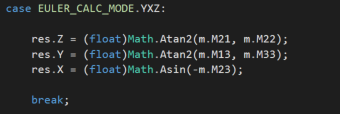 case EULER_CALC_MODE.YXZ:
res.Z = (float)Math.Atan2(m.M21, m.M22);
res.Y = (float)Math.Atan2(m.M13, m.M33);
res.X = (float)Math.Asin(-m.M23);
break;